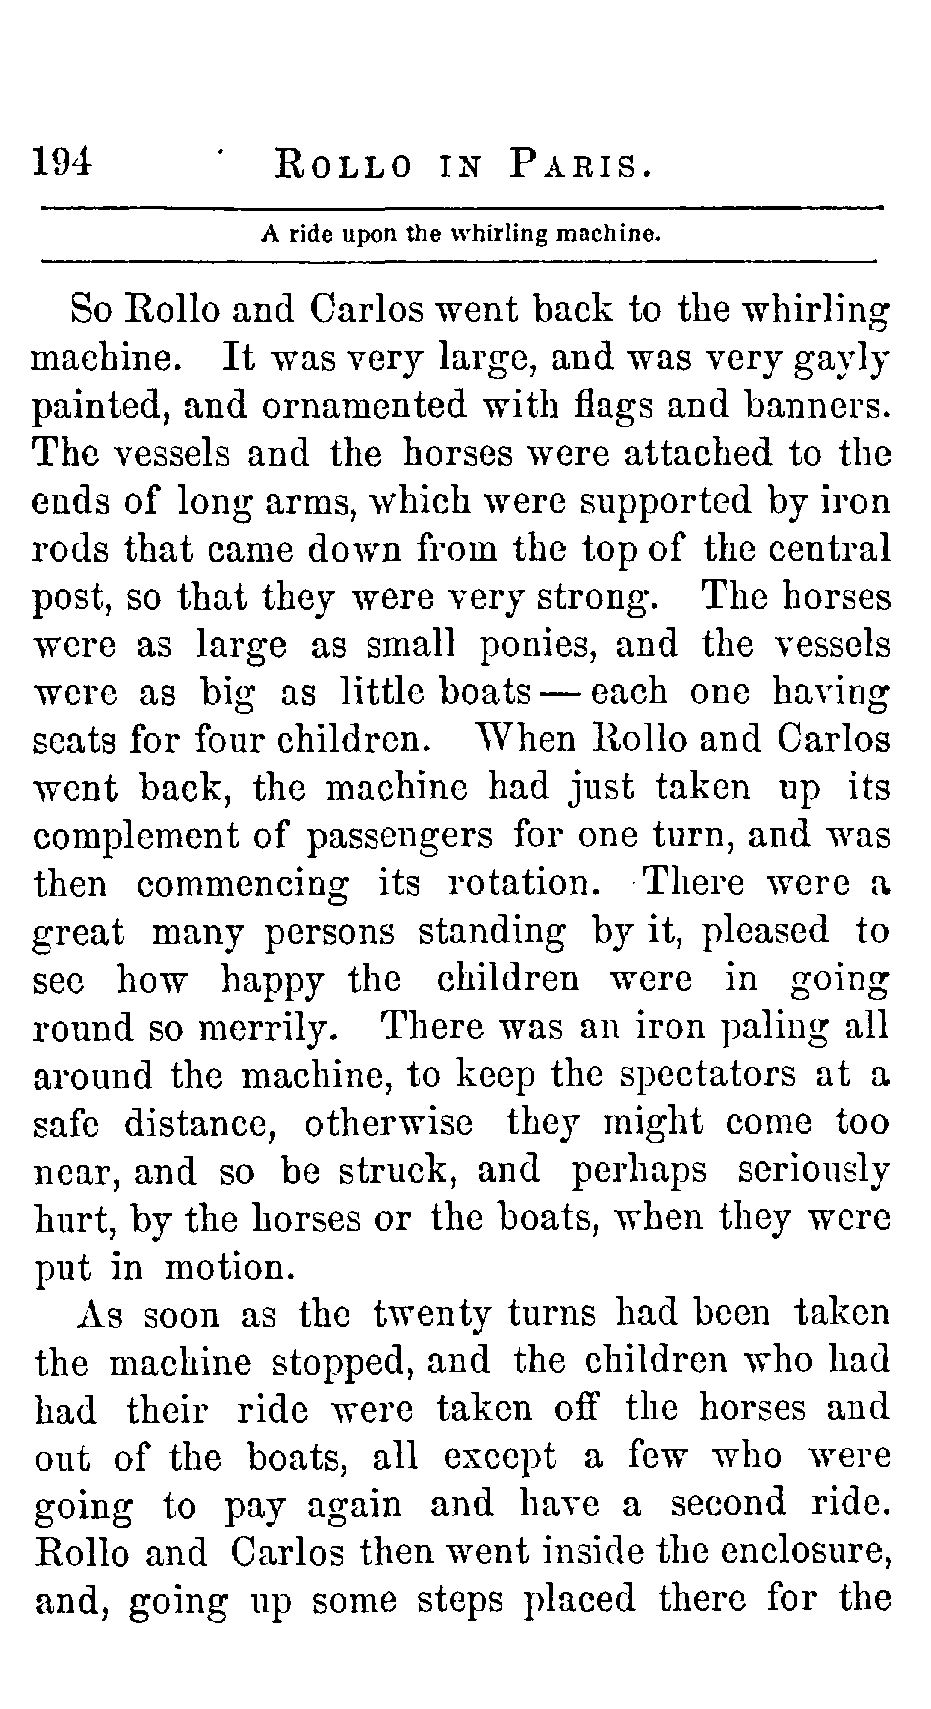 194 ROLLO IN PARIS.
A ride upon the whirling machine.
So Rollo and Carlos went back to the whirling
machine. It was very large, and was very gayly
painted, and ornamented with flags and banners.
The vessels and the horses were attached to the
ends of long arms, which were supported by iron
rods that came down from the top of the central
post, so that they were very strong. The horses
were as large as small ponies, and the vessels
were as big as little boats — each one having
seats for four children. When Rollo and Carlos
went back, the machine had just taken up its
complement of passengers for one turn, and was
then commencing its rotation. There were a
great many persons standing by it, pleased to
see how happy the children were in going
round so merrily. There was an iron paling all
around the machine, to keep the spectators at a
safe distance, otherwise they might come too
near, and so be struck, and perhaps seriously
hurt, by the horses or the boats, when they were
put in motion.
As soon as the twenty turns had been taken
the machine stopped, and the children who had
had their ride were taken off the horses and
out of the boats, all except a few who were
going to pay again and have a second ride.
Rollo and Carlos then went inside the enclosure,
and, going up some steps placed there for the